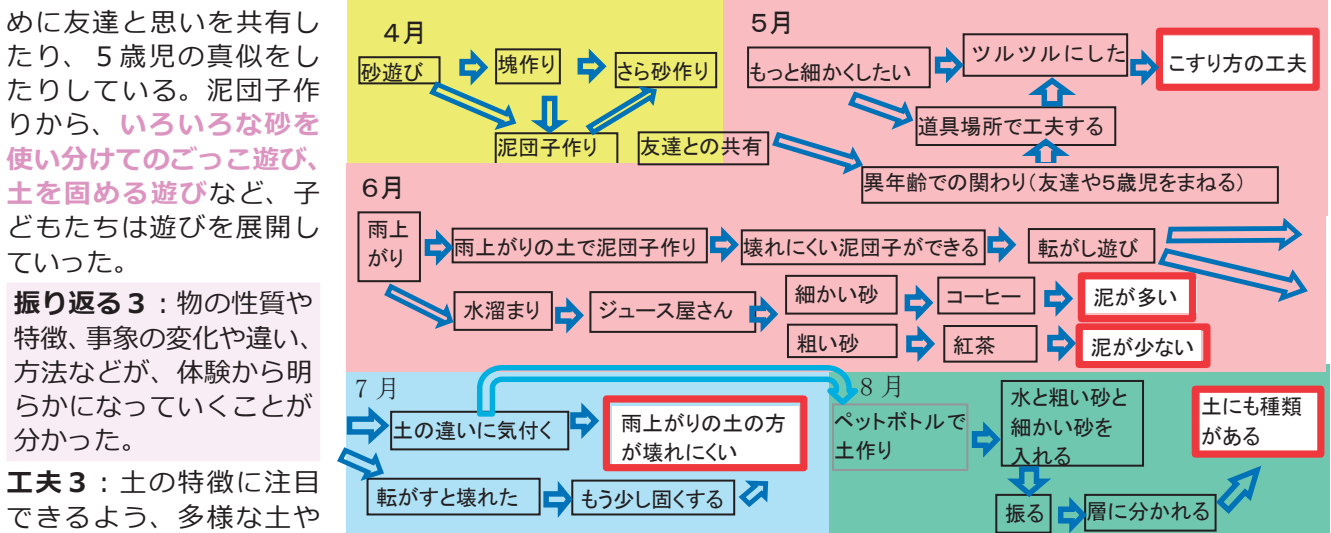 めに友達と思いを共有し
たり、5歳児の真似をし
たりしている。泥団子作
りから、いろいろな砂を
使い分けてのごっこ遊び、
土を固める遊びなど、子
どもたちは遊びを展開し
ていった。
振り返る3：物の性質や
特徴、事象の変化や違い、
方法などが、体験から明
らかになっていくことが
分かった。
工夫3：土の特徴に注目
できるよう、多様な土や
4月
砂遊び
塊作り
さら砂作り
泥団子作り
友達との共有
5月
もっと細かくしたい
ツルツルにした
こすり方の工夫
道具場所で工夫する
異年齢での関わり(友達や5歳児をまねる)
6月
雨上
がり
雨上がりの土で泥団子作り
壊れにくい泥団子ができる
転がし遊び
水溜まり
ジュース屋さん
細かい砂
コーヒー
泥が多い
粗い砂
紅茶
泥が少ない
7月
土の違いに気付く
雨上がりの土の方
が壊れにくい
転がすと壊れた
もう少し固くする
8月
ペットボトルで
土作り
水と粗い砂と
細かい砂を
入れる
振る
層に分かれる
土にも種類
がある